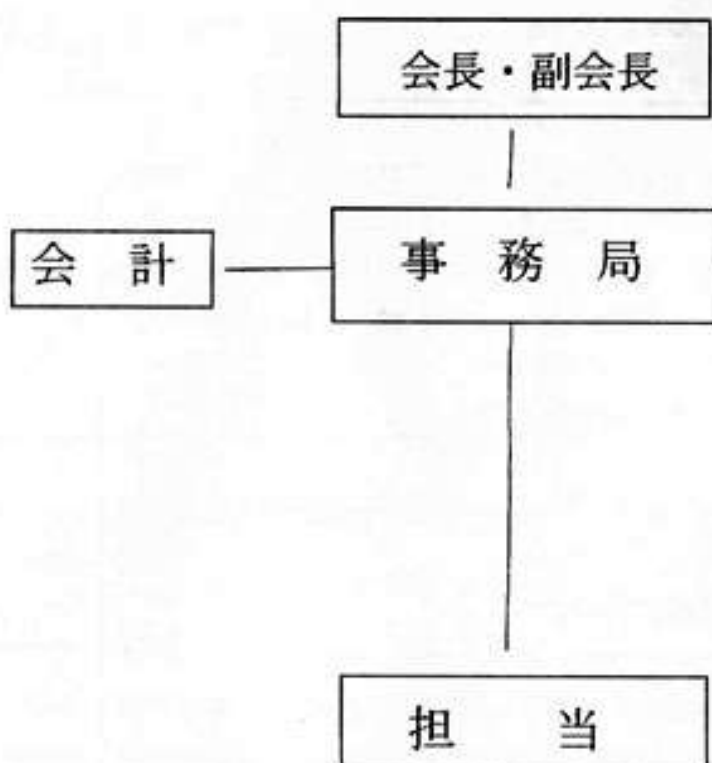 会長・副会長
会　計
事　務　局
担　当